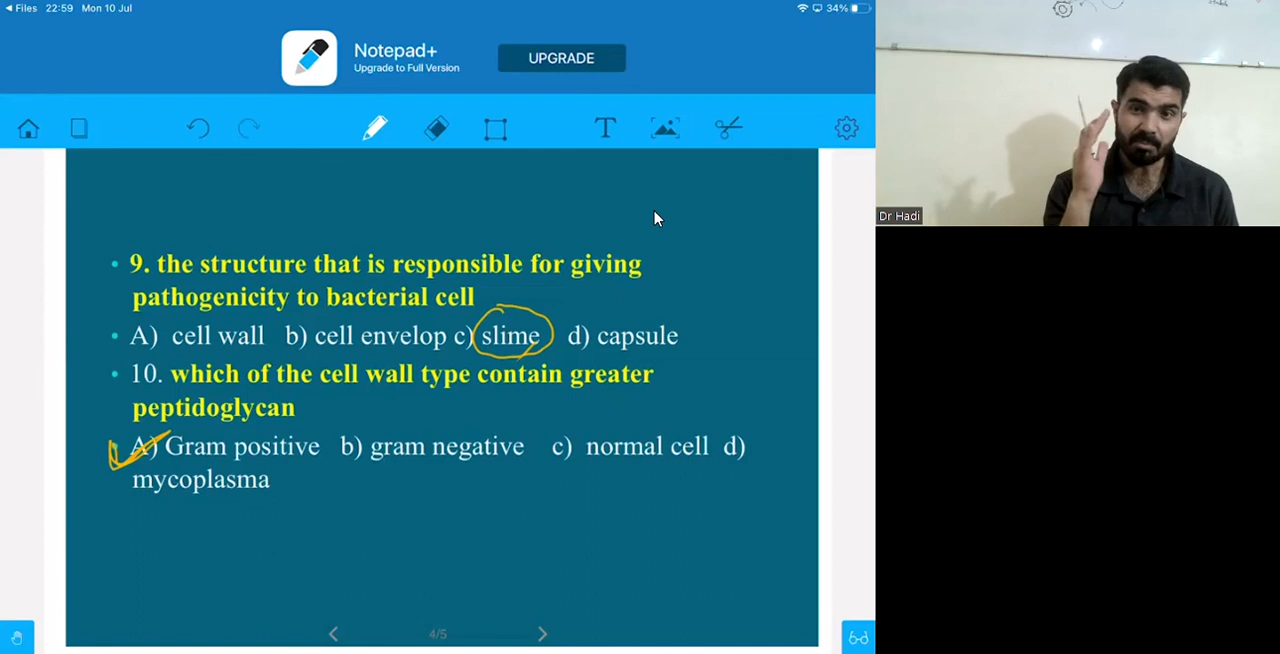 Files 22:59 Mon 10 Jul 34%
Notepad+
Upgrade to Full Version
UPGRADE
T
Dr Hadi
• 9. the structure that is responsible for giving
pathogenicity to bacterial cell
• A) cell wall b) cell envelop c) slime d) capsule
• 10. which of the cell wall type contain greater
peptidoglycan
• A) Gram positive b) gram negative c) normal cell d)
mycoplasma
4/5